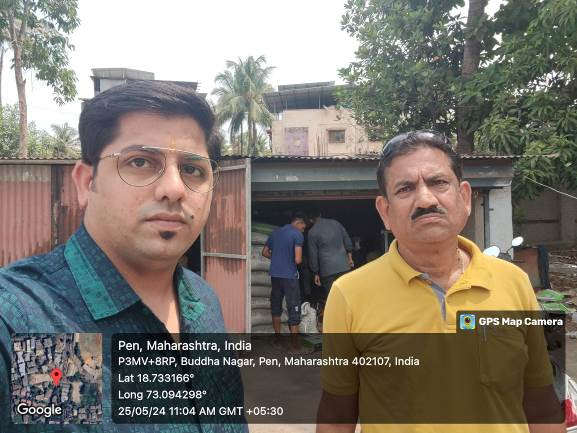 GPS Map Camera
Pen, Maharashtra, India
P3MV+8RP, Buddha Nagar, Pen, Maharashtra 402107, India
Lat 18.733166°
Long 73.094298°
25/05/24 11:04 AM GMT +05:30
Google